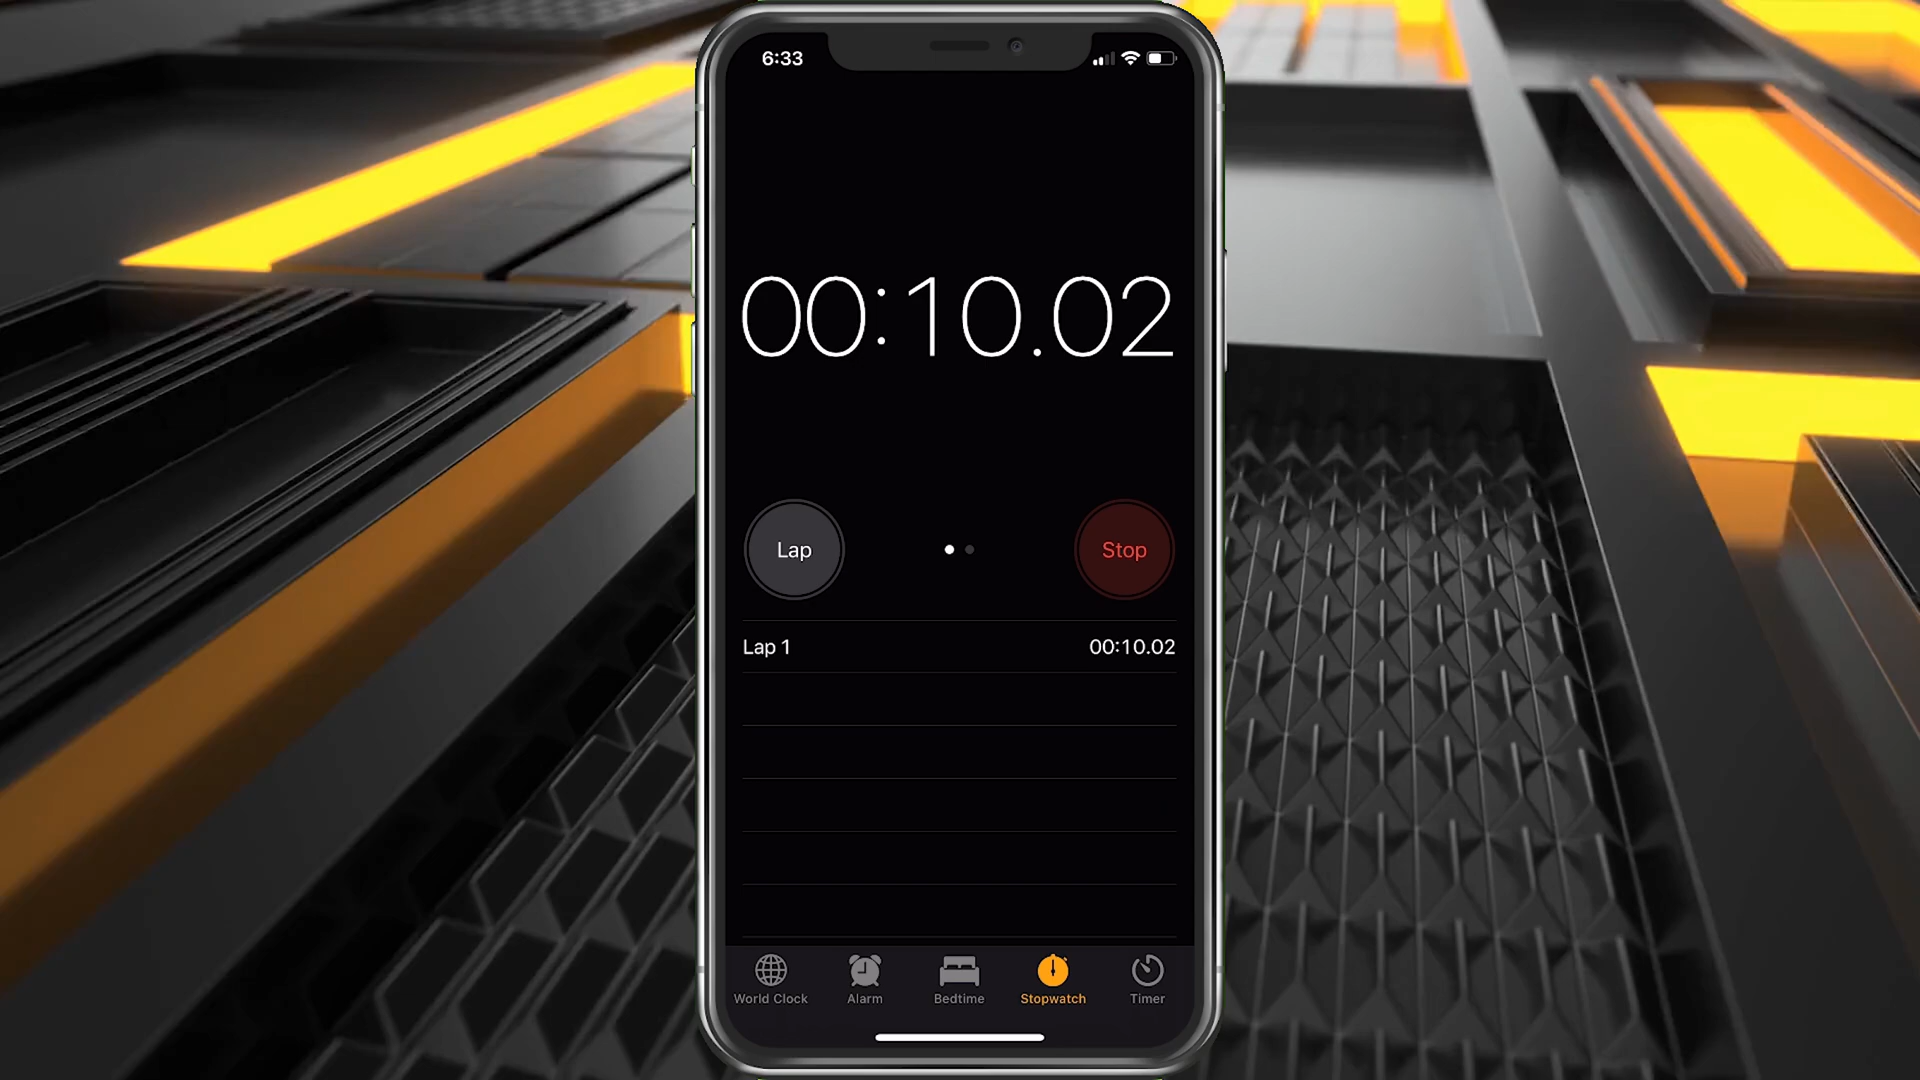 6:33
00:10.02
Lap
Stop
Lap 1 00:10.02
World Clock Alarm Bedtime Stopwatch Timer